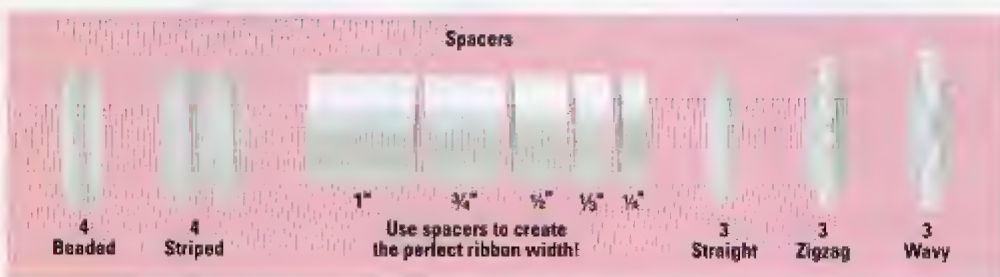 Spacers
1" ¾" ½" ⅓" ¼"
Use spacers to create
the perfect ribbon width!
4
Beaded
4
Striped
3
Straight
3
Zigzag
3
Wavy